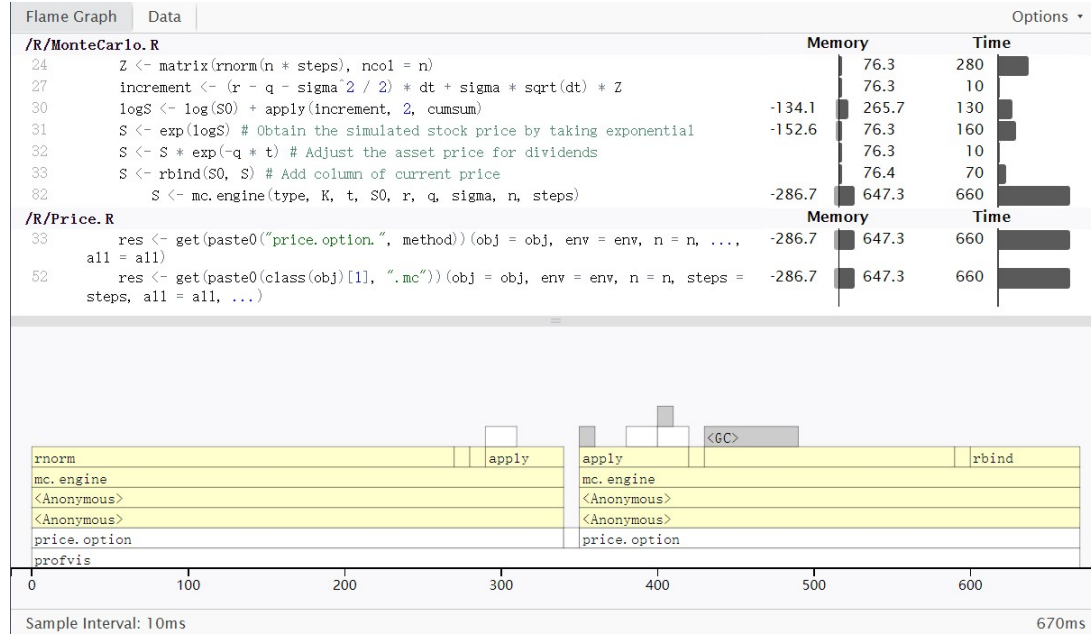 Flame Graph Data Options
/R/MonteCarlo.R Memory Time
24 Z <- matrix(rnorm(n * steps), ncol = n) 76.3 280
27 increment <- (r - q - sigma^2 / 2) * dt + sigma * sqrt(dt) * Z 76.3 10
30 logS <- log(S0) + apply(increment, 2, cumsum) -134.1 265.7 130
31 S <- exp(logS) # Obtain the simulated stock price by taking exponential -152.6 76.3 160
32 S <- S * exp(-q * t) # Adjust the asset price for dividends 76.3 10
33 S <- rbind(S0, S) # Add column of current price 76.4 70
82 S <- mc.engine(type, K, t, S0, r, q, sigma, n, steps) -286.7 647.3 660
/R/Price.R Memory Time
33 res <- get(paste0("price.option.", method))(obj = obj, env = env, n = n, ..., -286.7 647.3 660
all = all)
52 res <- get(paste0(class(obj)[1], ".mc"))(obj = obj, env = env, n = n, steps = -286.7 647.3 660
steps, all = all, ...)
<GC>
rnorm apply apply rbind
mc.engine mc.engine
<Anonymous> <Anonymous>
<Anonymous> <Anonymous>
price.option price.option
profvis
0 100 200 300 400 500 600
Sample Interval: 10ms 670ms